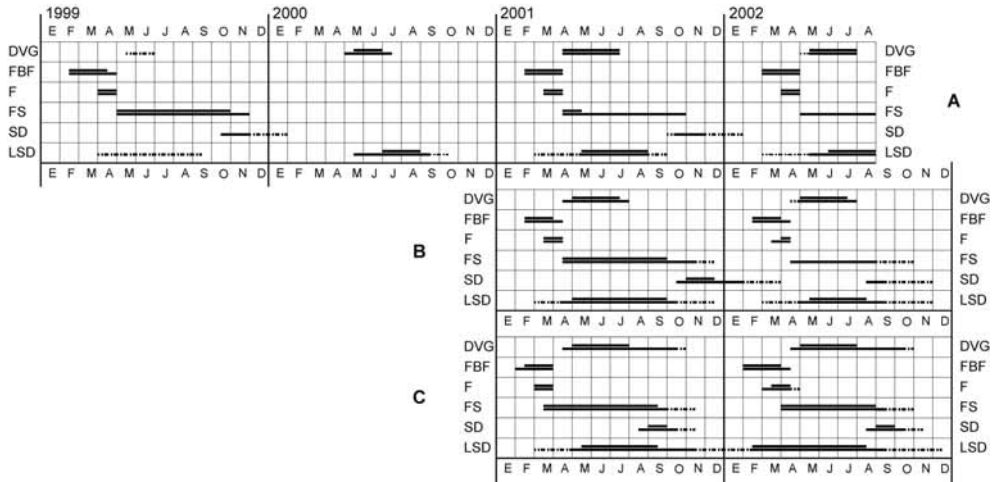 1999 2000 2001 2002
E F M A M J J A S O N D E F M A M J J A S O N D E F M A M J J A S O N D E F M A M J J A
DVG DVG
FBF FBF
F F
A
FS FS
SD SD
LSD LSD
E F M A M J J A S O N D E F M A M J J A S O N D E F M A M J J A S O N D E F M A M J J A S O N D
DVG DVG
FBF FBF
F F
B
FS FS
SD SD
LSD LSD
E F M A M J J A S O N D E F M A M J J A S O N D
DVG DVG
FBF FBF
F F
C
FS FS
SD SD
LSD LSD
E F M A M J J A S O N D E F M A M J J A S O N D